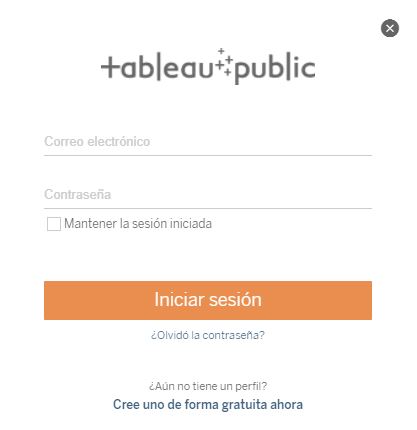 tableau public
Correo electrónico
Contraseña
Mantener la sesión iniciada
Iniciar sesión
¿Olvidó la contraseña?
¿Aún no tiene un perfil?
Cree uno de forma gratuita ahora